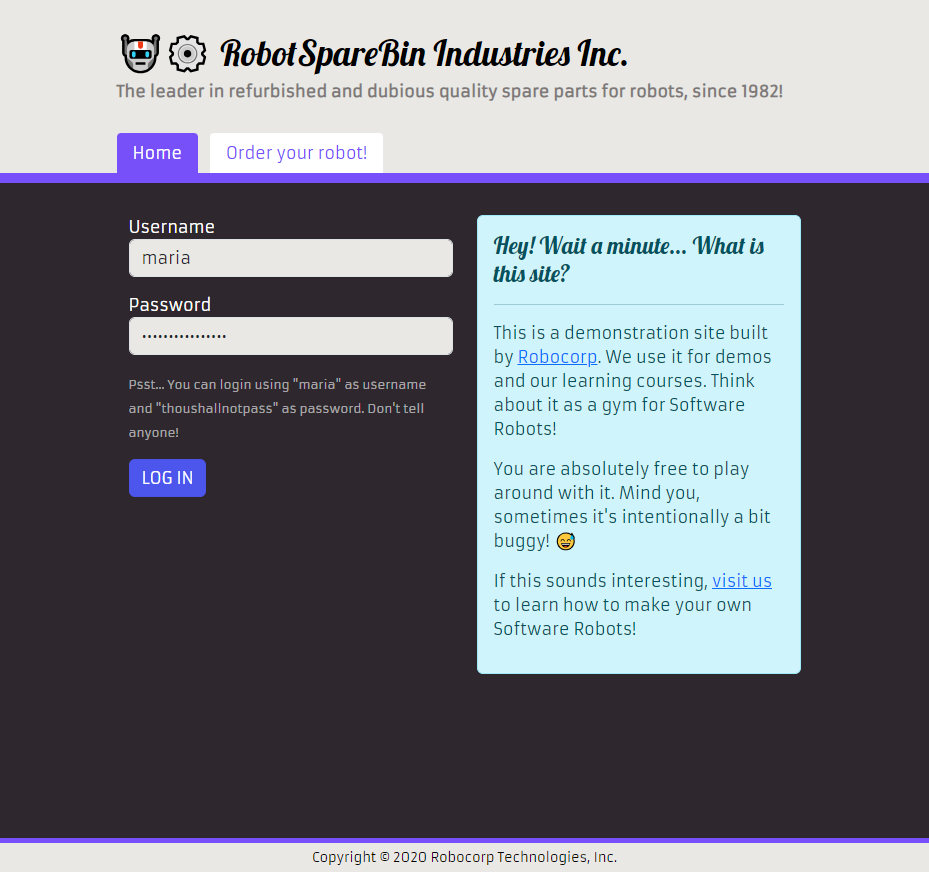 RobotSpareBin Industries Inc.
The leader in refurbished and dubious quality spare parts for robots, since 1982!
Home
Order your robot!
Username
maria
Password
••••••••••••••••
Psst... You can login using "maria" as username
and "thoushallnotpass" as password. Don't tell
anyone!
LOG IN
Hey! Wait a minute... What is
this site?
This is a demonstration site built
by Robocorp. We use it for demos
and our learning courses. Think
about it as a gym for Software
Robots!
You are absolutely free to play
around with it. Mind you,
sometimes it's intentionally a bit
buggy! 😅
If this sounds interesting, visit us
to learn how to make your own
Software Robots!
Copyright © 2020 Robocorp Technologies, Inc.